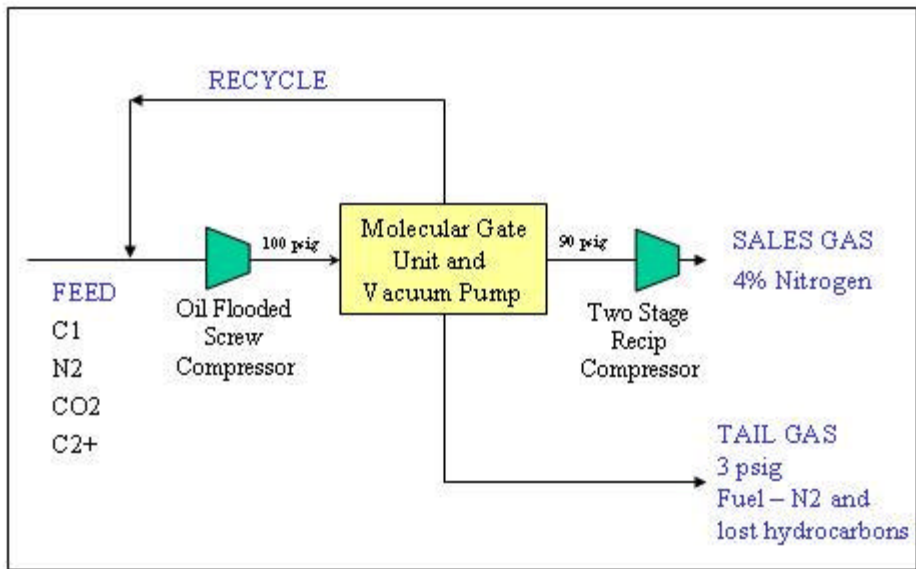 RECYCLE
100 psig
Molecular Gate
Unit and
Vacuum Pump
90 psig
SALES GAS
4% Nitrogen
FEED
C1
N2
CO2
C2+
Oil Flooded
Screw
Compressor
Two Stage
Recip
Compressor
TAIL GAS
3 psig
Fuel – N2 and
lost hydrocarbons